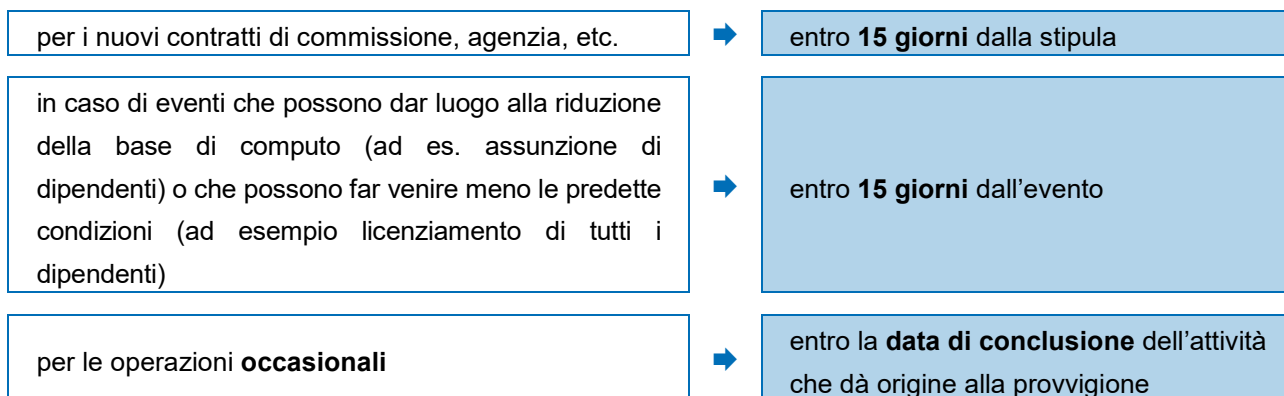 per i nuovi contratti di commissione, agenzia, etc.
entro 15 giorni dalla stipula
in caso di eventi che possono dar luogo alla riduzione
della base di computo (ad es. assunzione di
dipendenti) o che possono far venire meno le predette
condizioni (ad esempio licenziamento di tutti i
dipendenti)
entro 15 giorni dall’evento
per le operazioni occasionali
entro la data di conclusione dell’attività
che dà origine alla provvigione